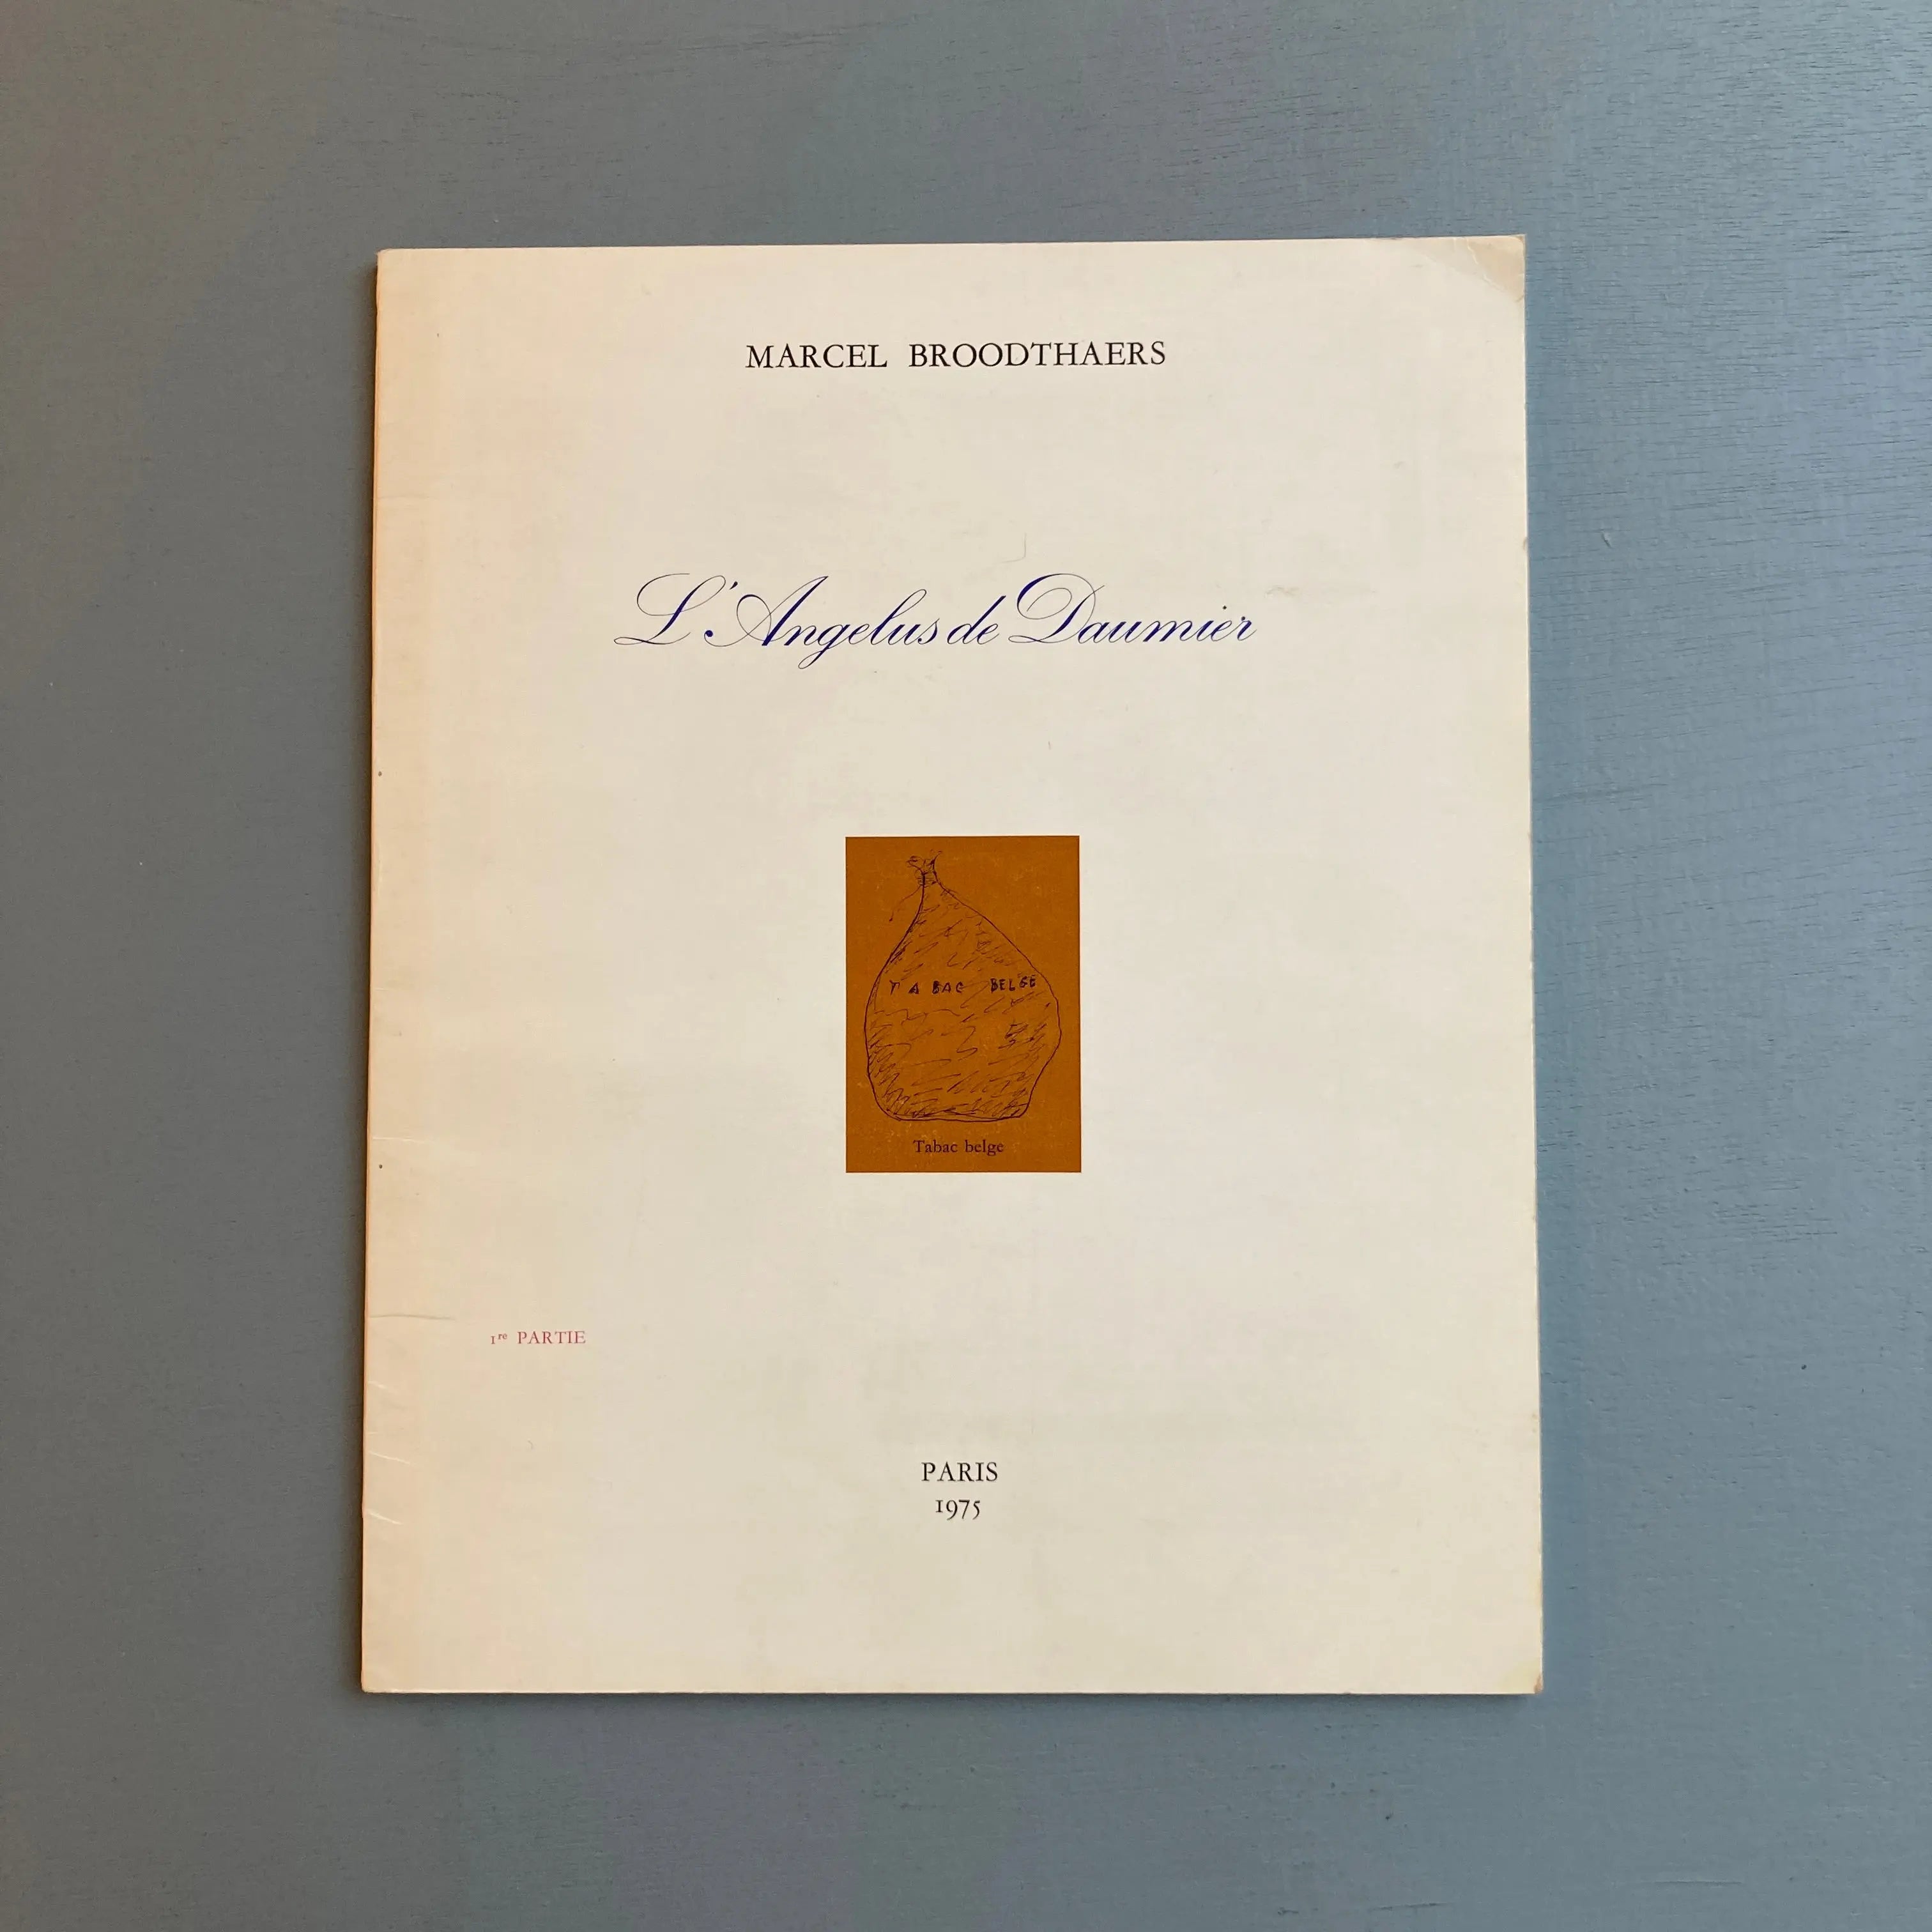 MARCEL BROODTHAERS
L'Angelus de Daumier
TABAC BELGE
Tabac belge
1re PARTIE
PARIS
1975